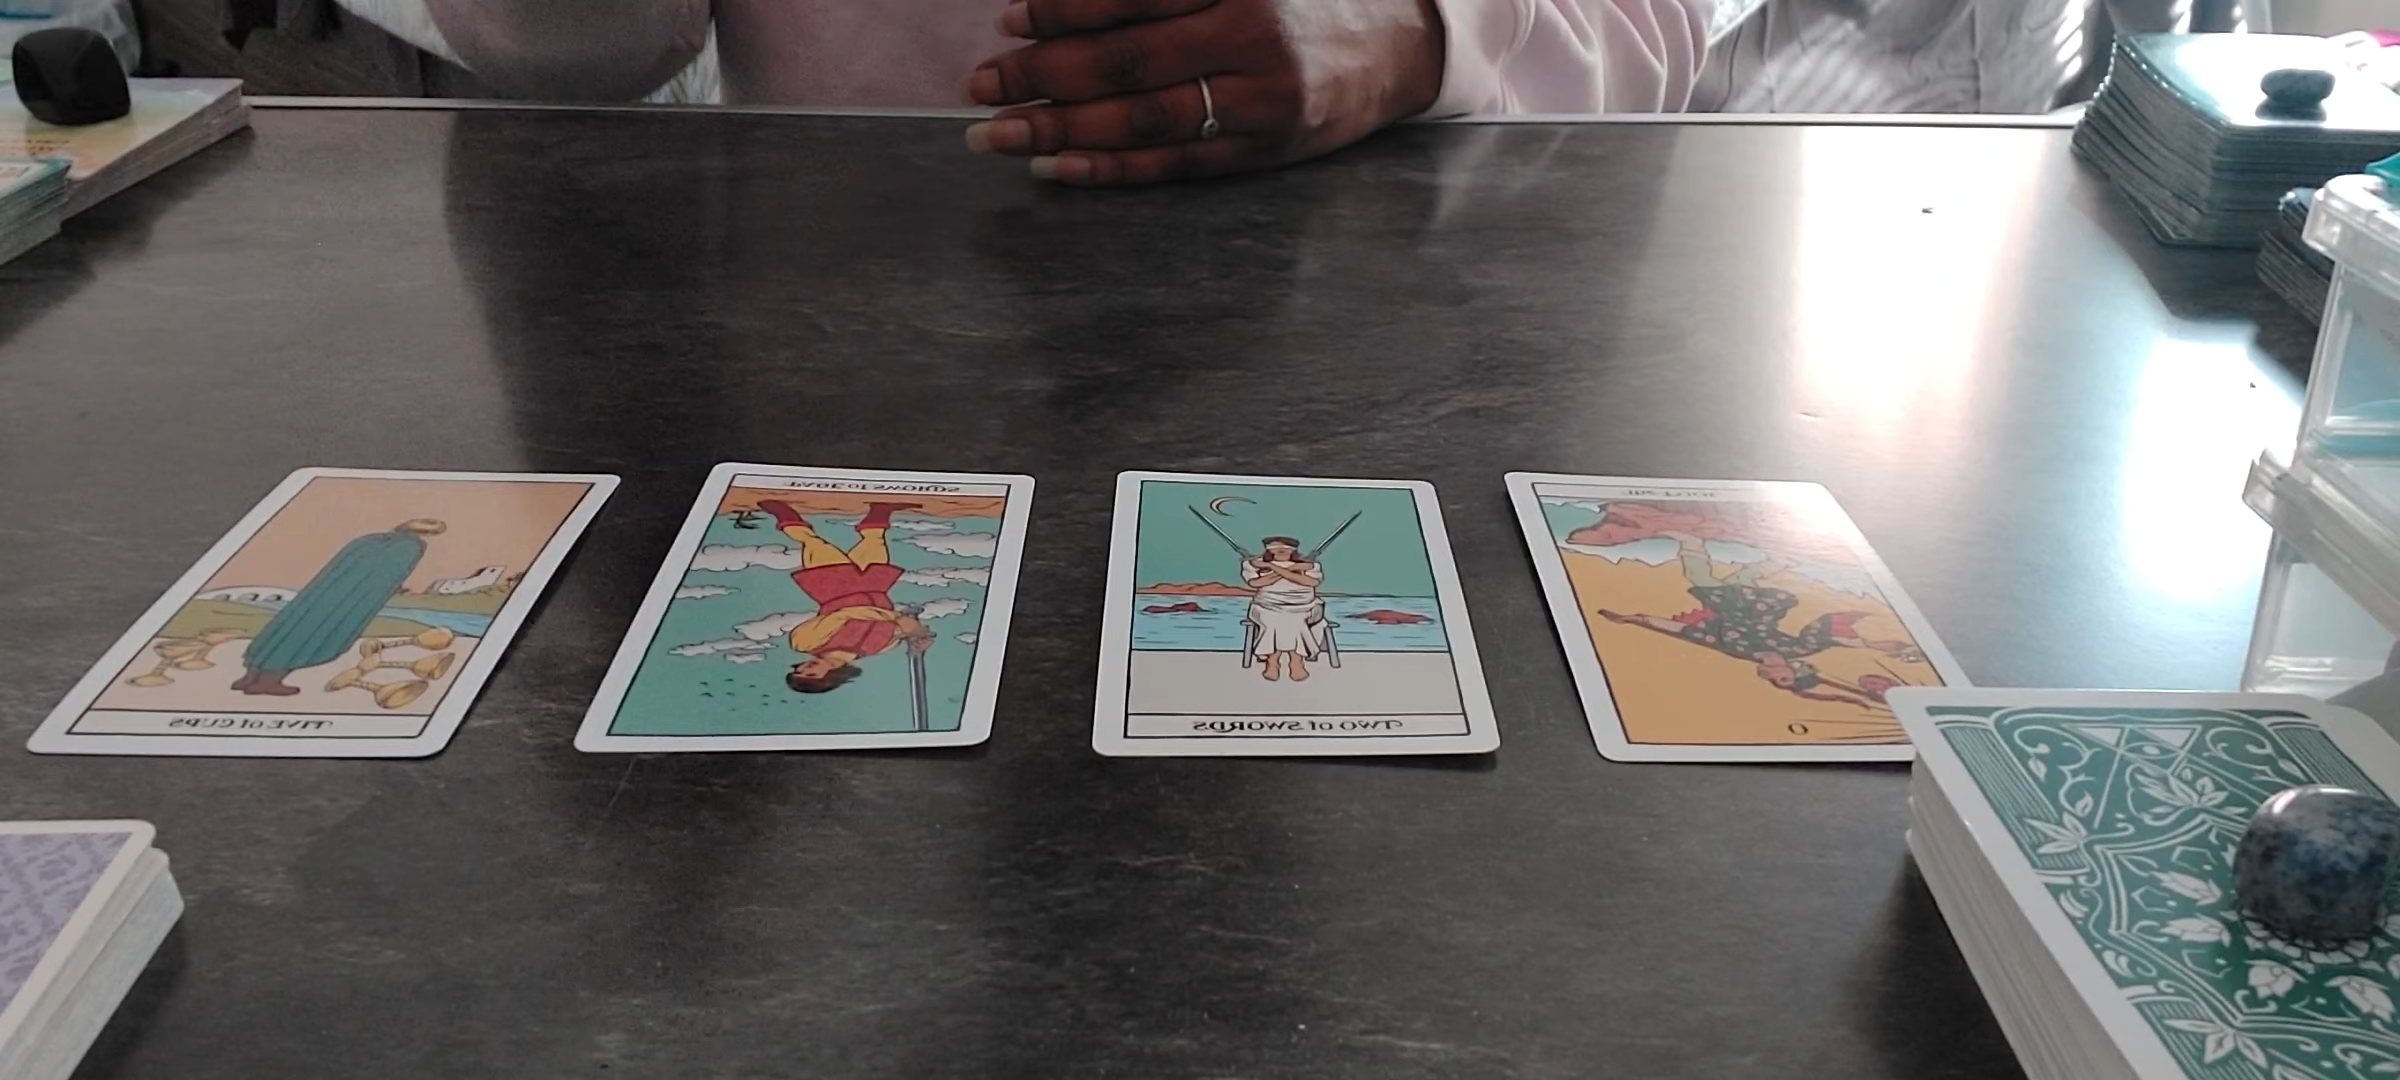 FIVE of CUPS
PAGE of SWORDS
TWO of SWORDS
The FOOL
0